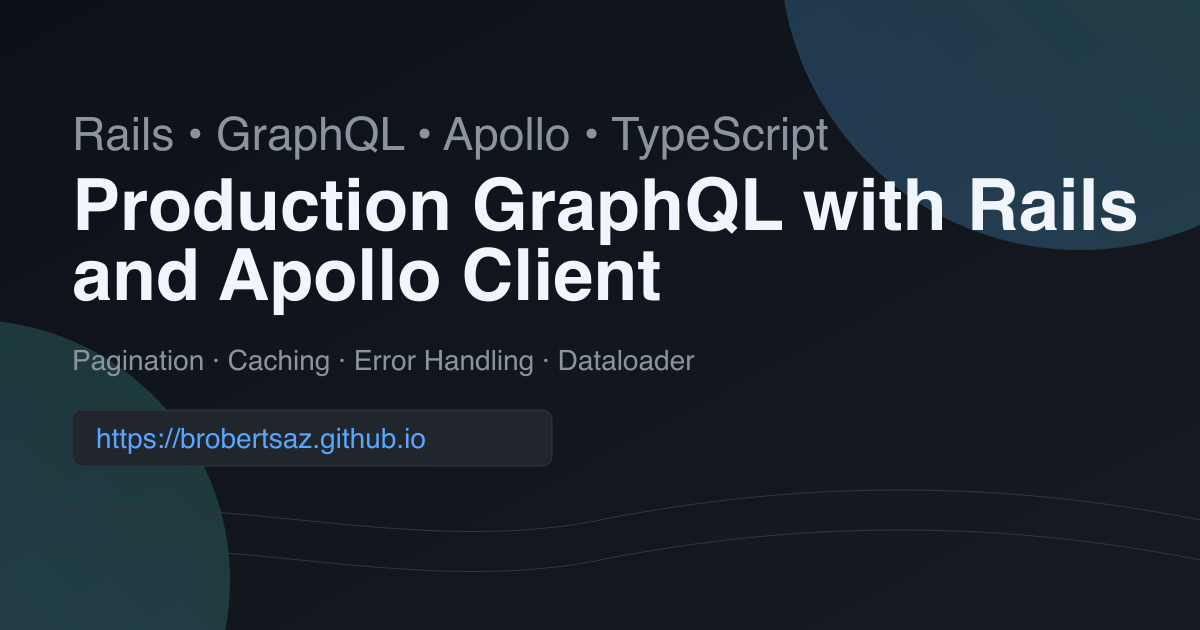 Rails • GraphQL • Apollo • TypeScript
Production GraphQL with Rails
and Apollo Client
Pagination · Caching · Error Handling · Dataloader
https://brobertsaz.github.io